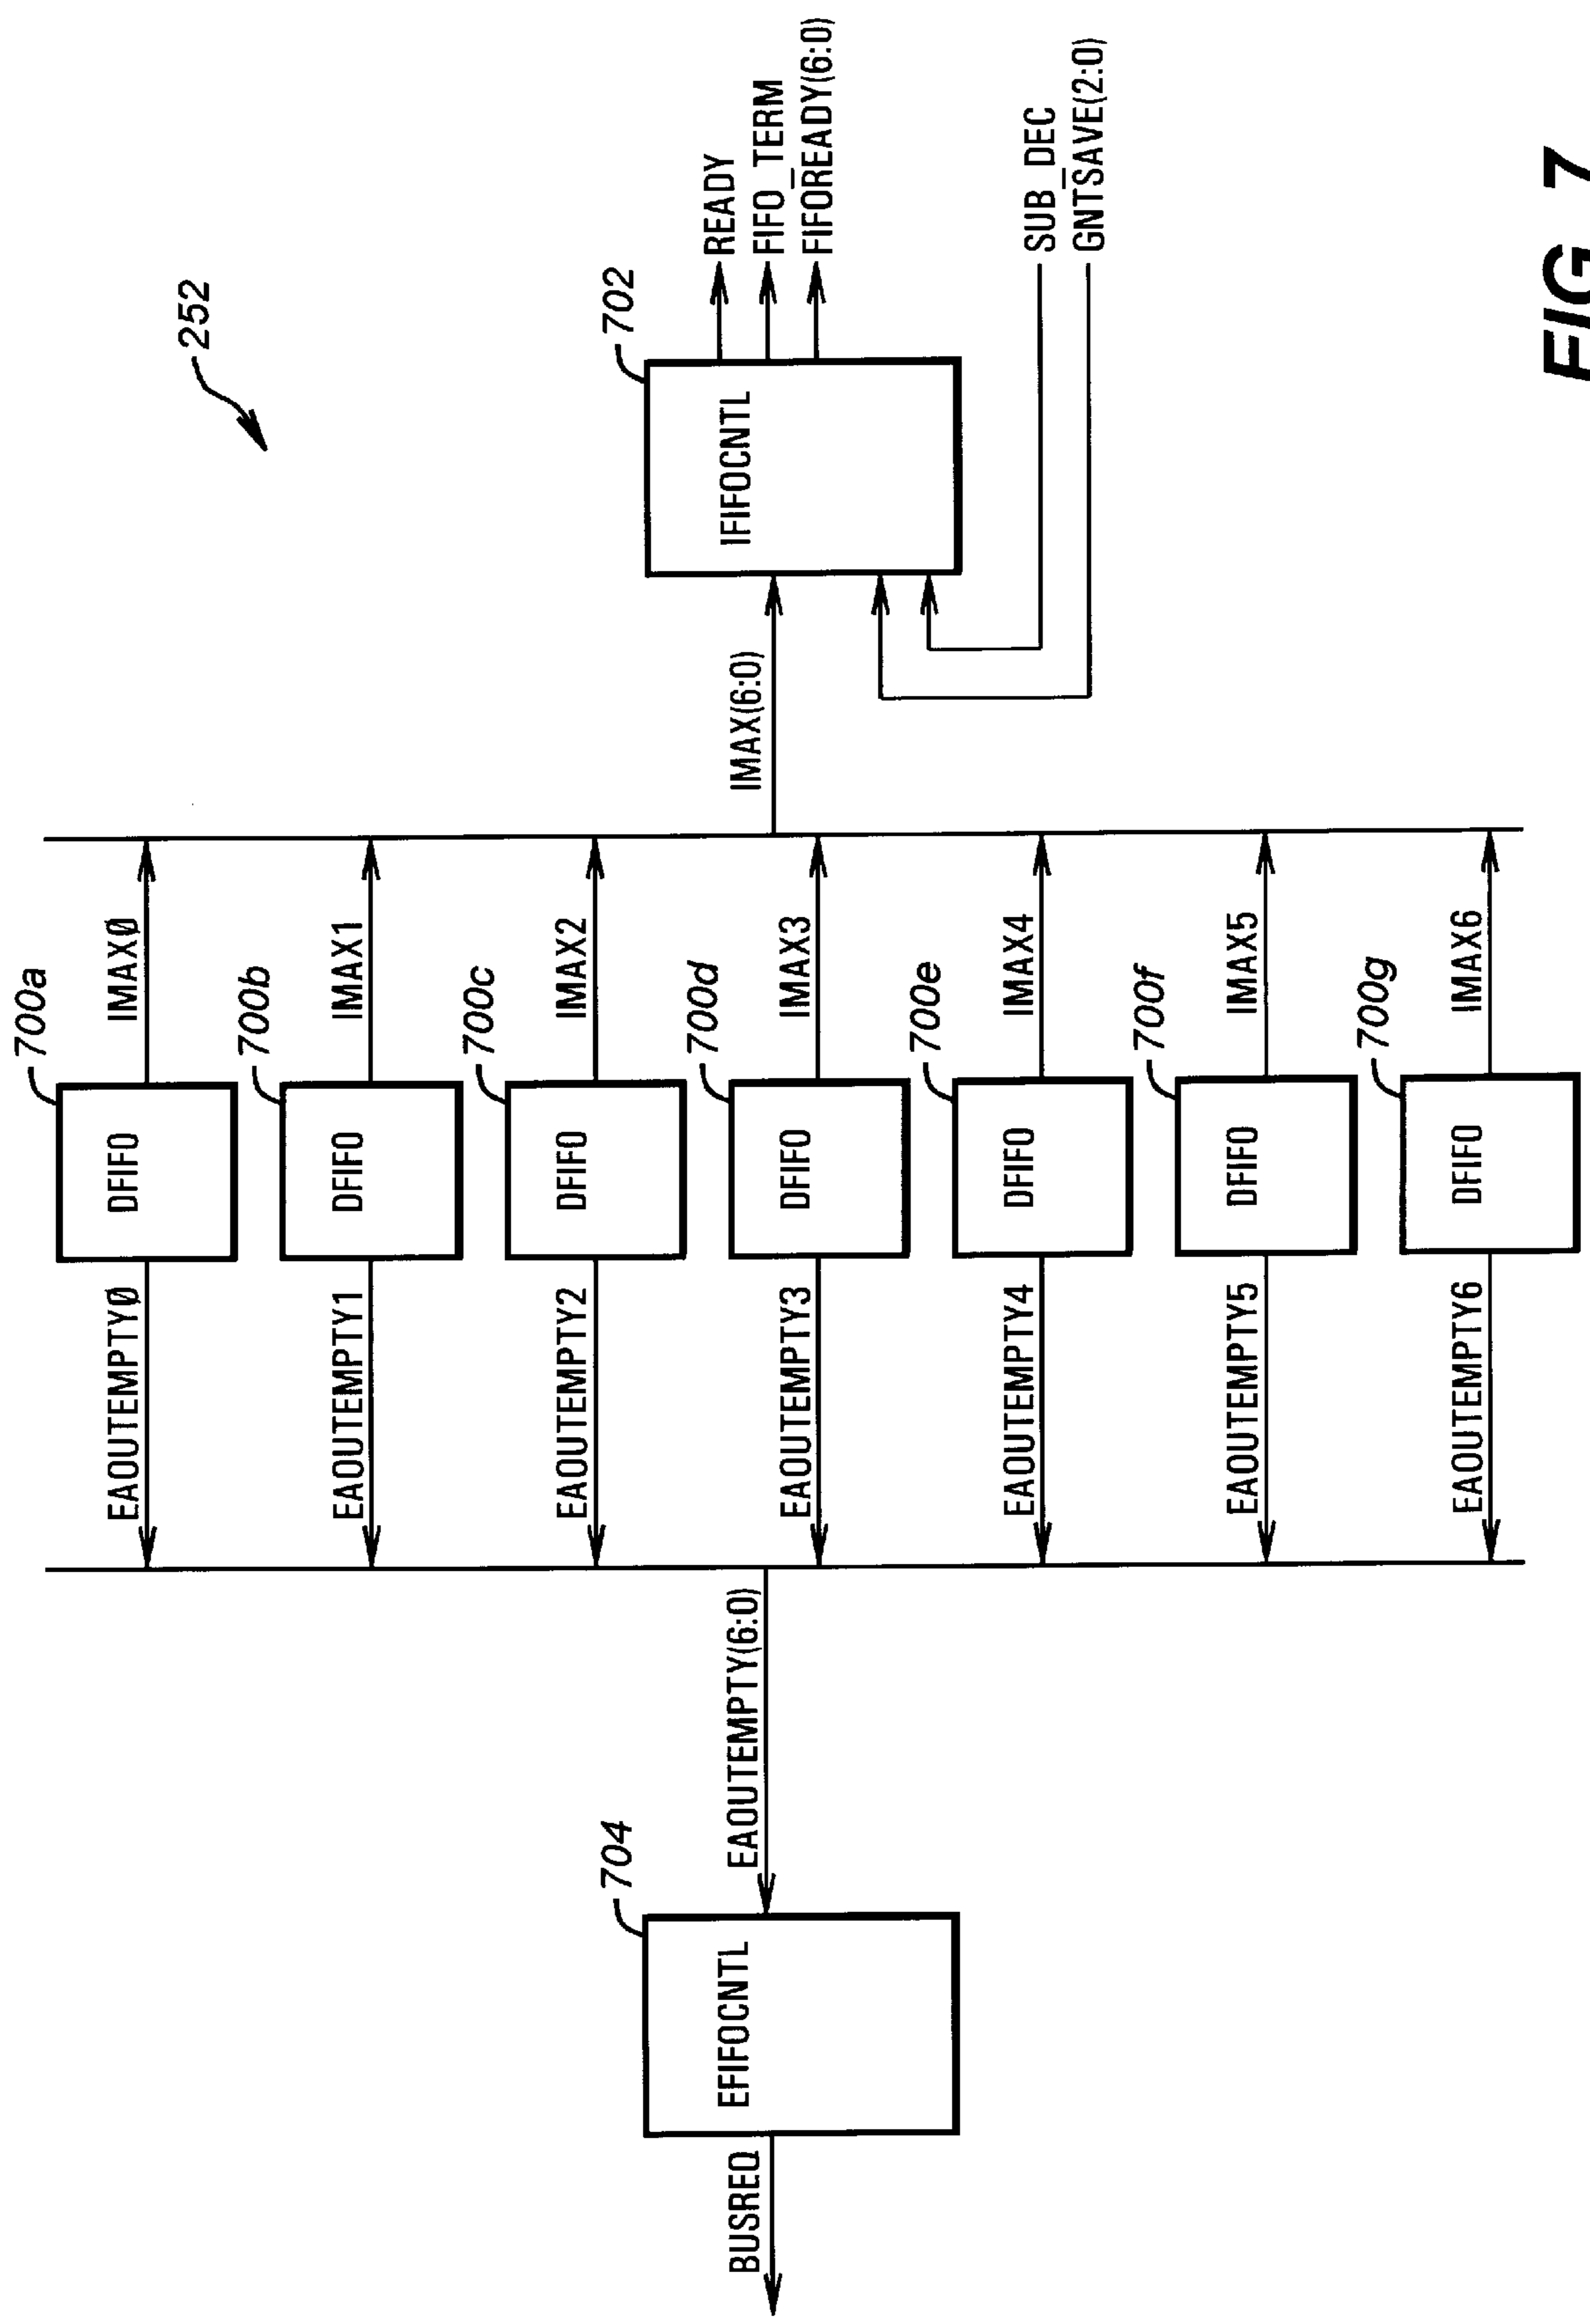 252
700a
EAOUTEMPTYØ
DFIFO
IMAXØ
700b
EAOUTEMPTY1
DFIFO
IMAX1
700c
EAOUTEMPTY2
DFIFO
IMAX2
700d
EAOUTEMPTY3
DFIFO
IMAX3
700e
EAOUTEMPTY4
DFIFO
IMAX4
700f
EAOUTEMPTY5
DFIFO
IMAX5
700g
EAOUTEMPTY6
DFIFO
IMAX6
704
BUSREQ
EFIFOCNTL
EAOUTEMPTY(6:0)
IMAX(6:0)
702
IFIFOCNTL
READY
FIFO_TERM
FIFOREADY(6:0)
SUB_DEC
GNTSAVE(2:0)
FIG. 7